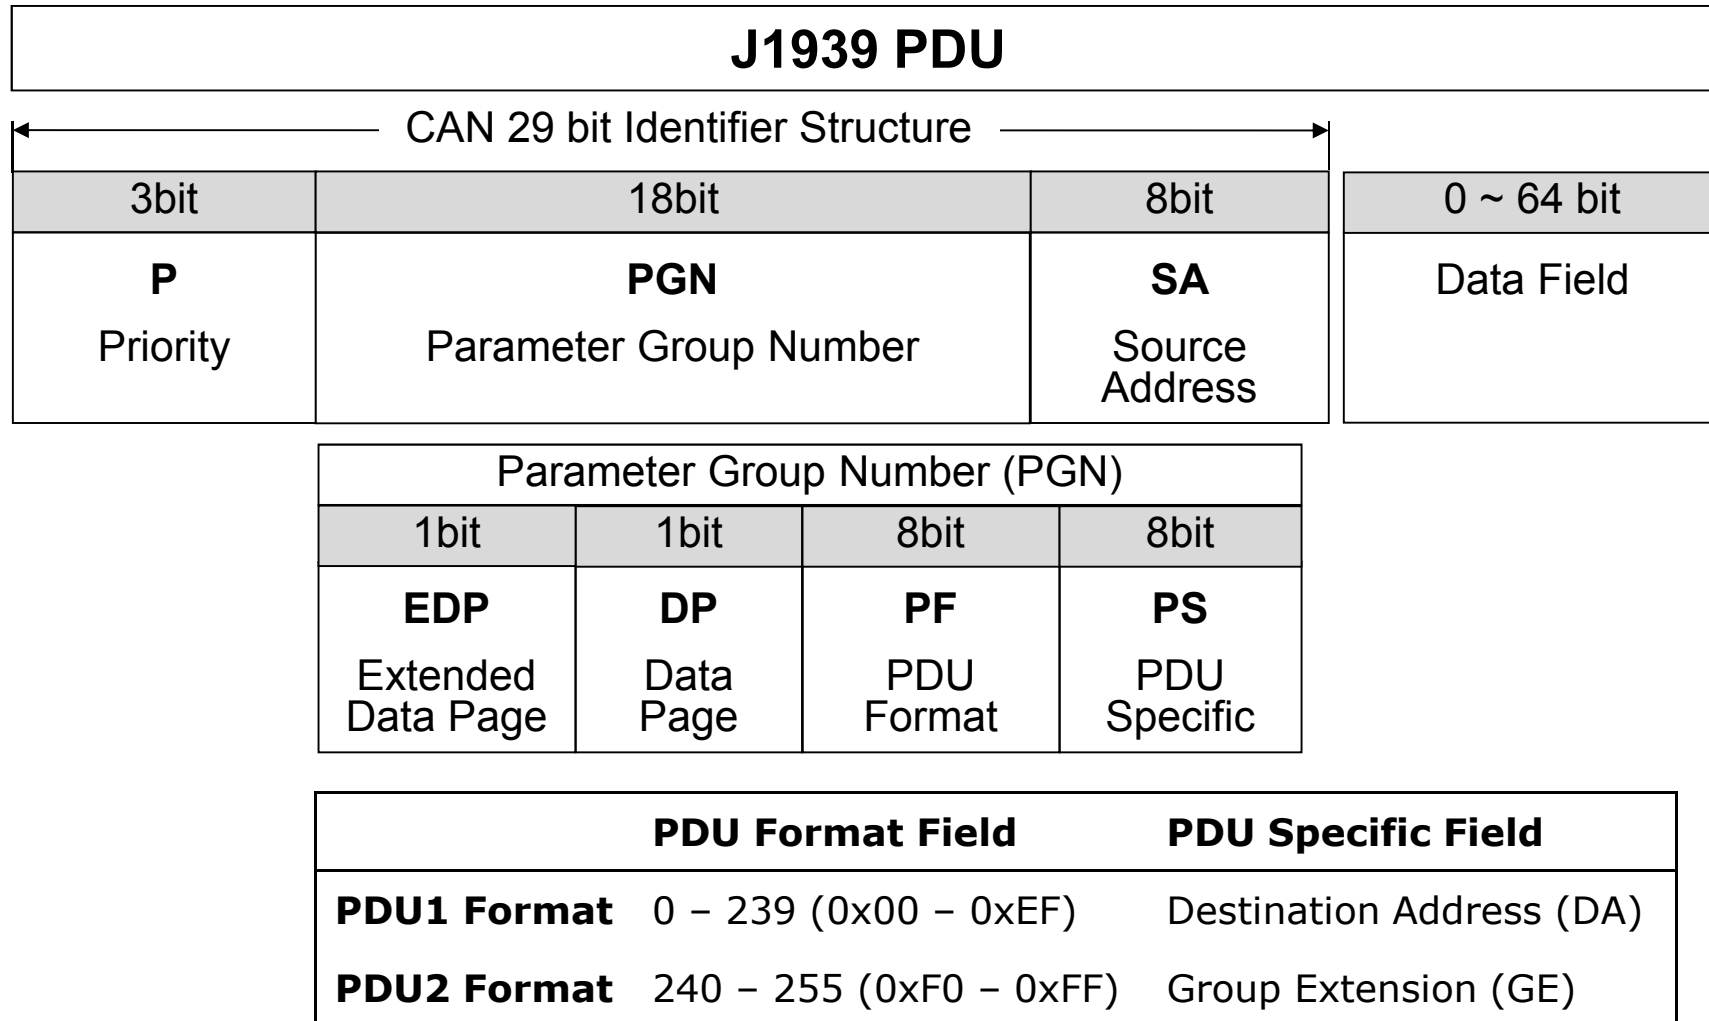 J1939 PDU
CAN 29 bit Identifier Structure
3bit 18bit 8bit 0 ~ 64 bit
P PGN SA Data Field
Priority Parameter Group Number Source
Address
Parameter Group Number (PGN)
1bit 1bit 8bit 8bit
EDP DP PF PS
Extended Data PDU PDU
Data Page Page Format Specific
PDU Format Field PDU Specific Field
PDU1 Format 0 – 239 (0x00 – 0xEF) Destination Address (DA)
PDU2 Format 240 – 255 (0xF0 – 0xFF) Group Extension (GE)